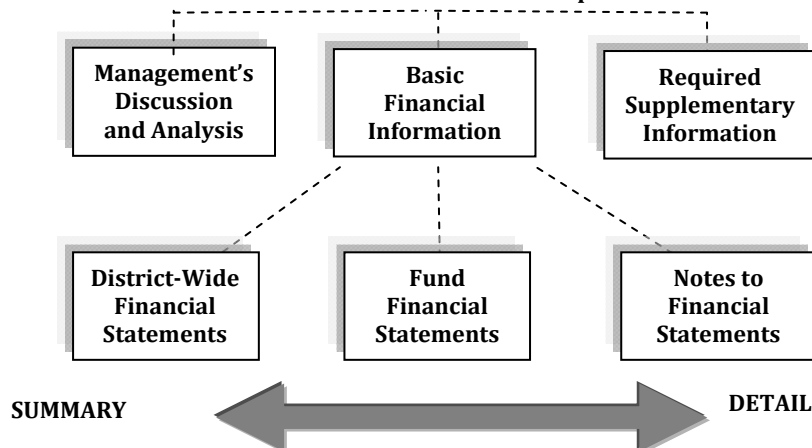 Management's
Discussion
and Analysis
Basic
Financial
Information
Required
Supplementary
Information
District-Wide
Financial
Statements
Fund
Financial
Statements
Notes to
Financial
Statements
SUMMARY
DETAIL